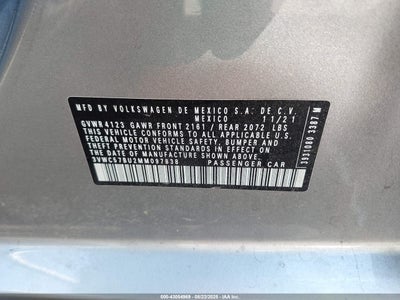 MFD BY VOLKSWAGEN DE MEXICO S.A. DE C.V.
MEXICO 11/21
GVWR 4123 GAWR FRONT 2161 / REAR 2072 LBS
THIS VEHICLE CONFORMS TO ALL APPLICABLE U.S.
FEDERAL MOTOR VEHICLE SAFETY, BUMPER AND
THEFT PREVENTION STANDARDS IN EFFECT ON
THE DATE OF MANUFACTURE SHOWN ABOVE.
PASSENGER CAR
3387 M